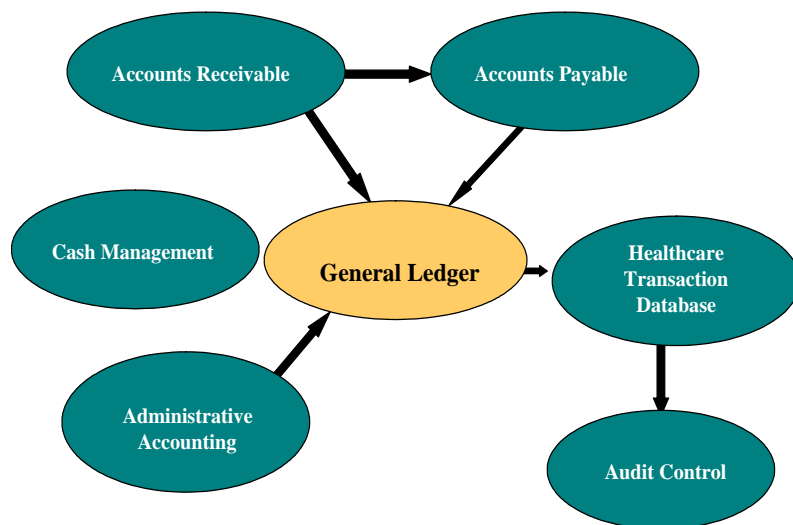 Accounts Receivable
Accounts Payable
Cash Management
General Ledger
Healthcare
Transaction
Database
Administrative
Accounting
Audit Control